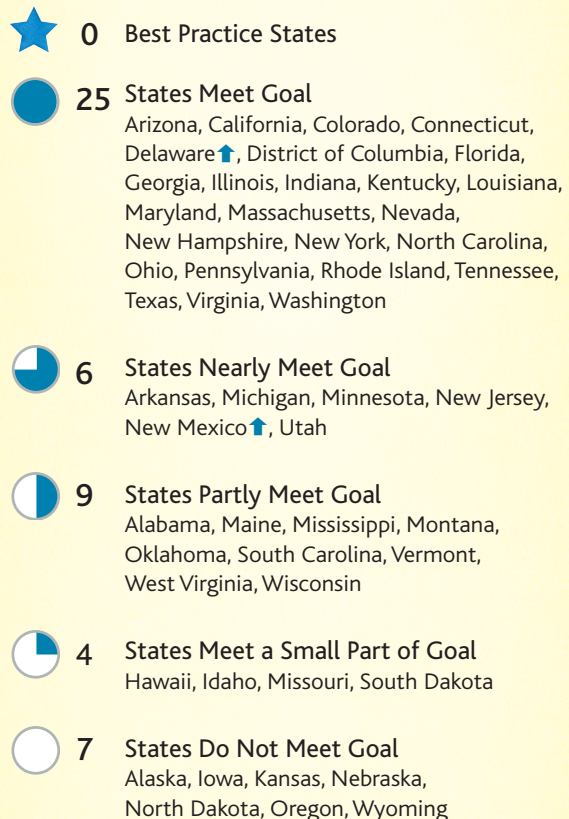 0 Best Practice States
25 States Meet Goal
Arizona, California, Colorado, Connecticut,
Delaware⬆, District of Columbia, Florida,
Georgia, Illinois, Indiana, Kentucky, Louisiana,
Maryland, Massachusetts, Nevada,
New Hampshire, New York, North Carolina,
Ohio, Pennsylvania, Rhode Island, Tennessee,
Texas, Virginia, Washington
6 States Nearly Meet Goal
Arkansas, Michigan, Minnesota, New Jersey,
New Mexico⬆, Utah
9 States Partly Meet Goal
Alabama, Maine, Mississippi, Montana,
Oklahoma, South Carolina, Vermont,
West Virginia, Wisconsin
4 States Meet a Small Part of Goal
Hawaii, Idaho, Missouri, South Dakota
7 States Do Not Meet Goal
Alaska, Iowa, Kansas, Nebraska,
North Dakota, Oregon, Wyoming